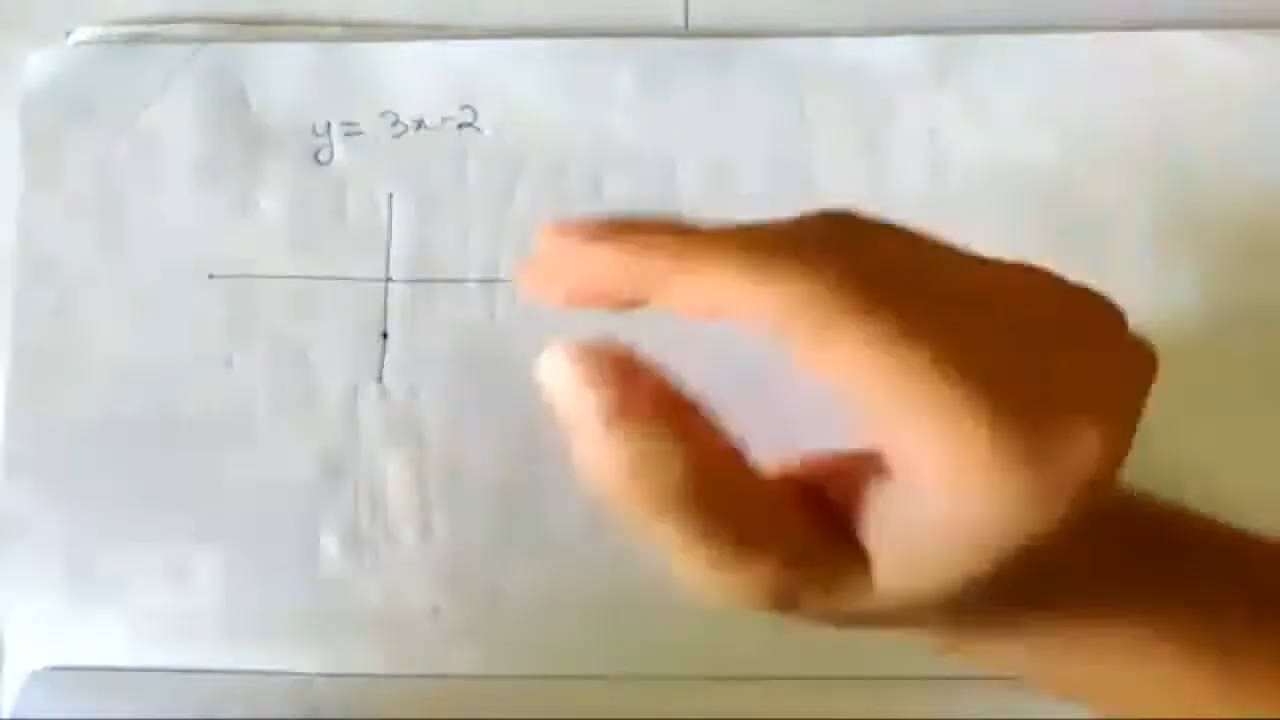 y = 3x-2